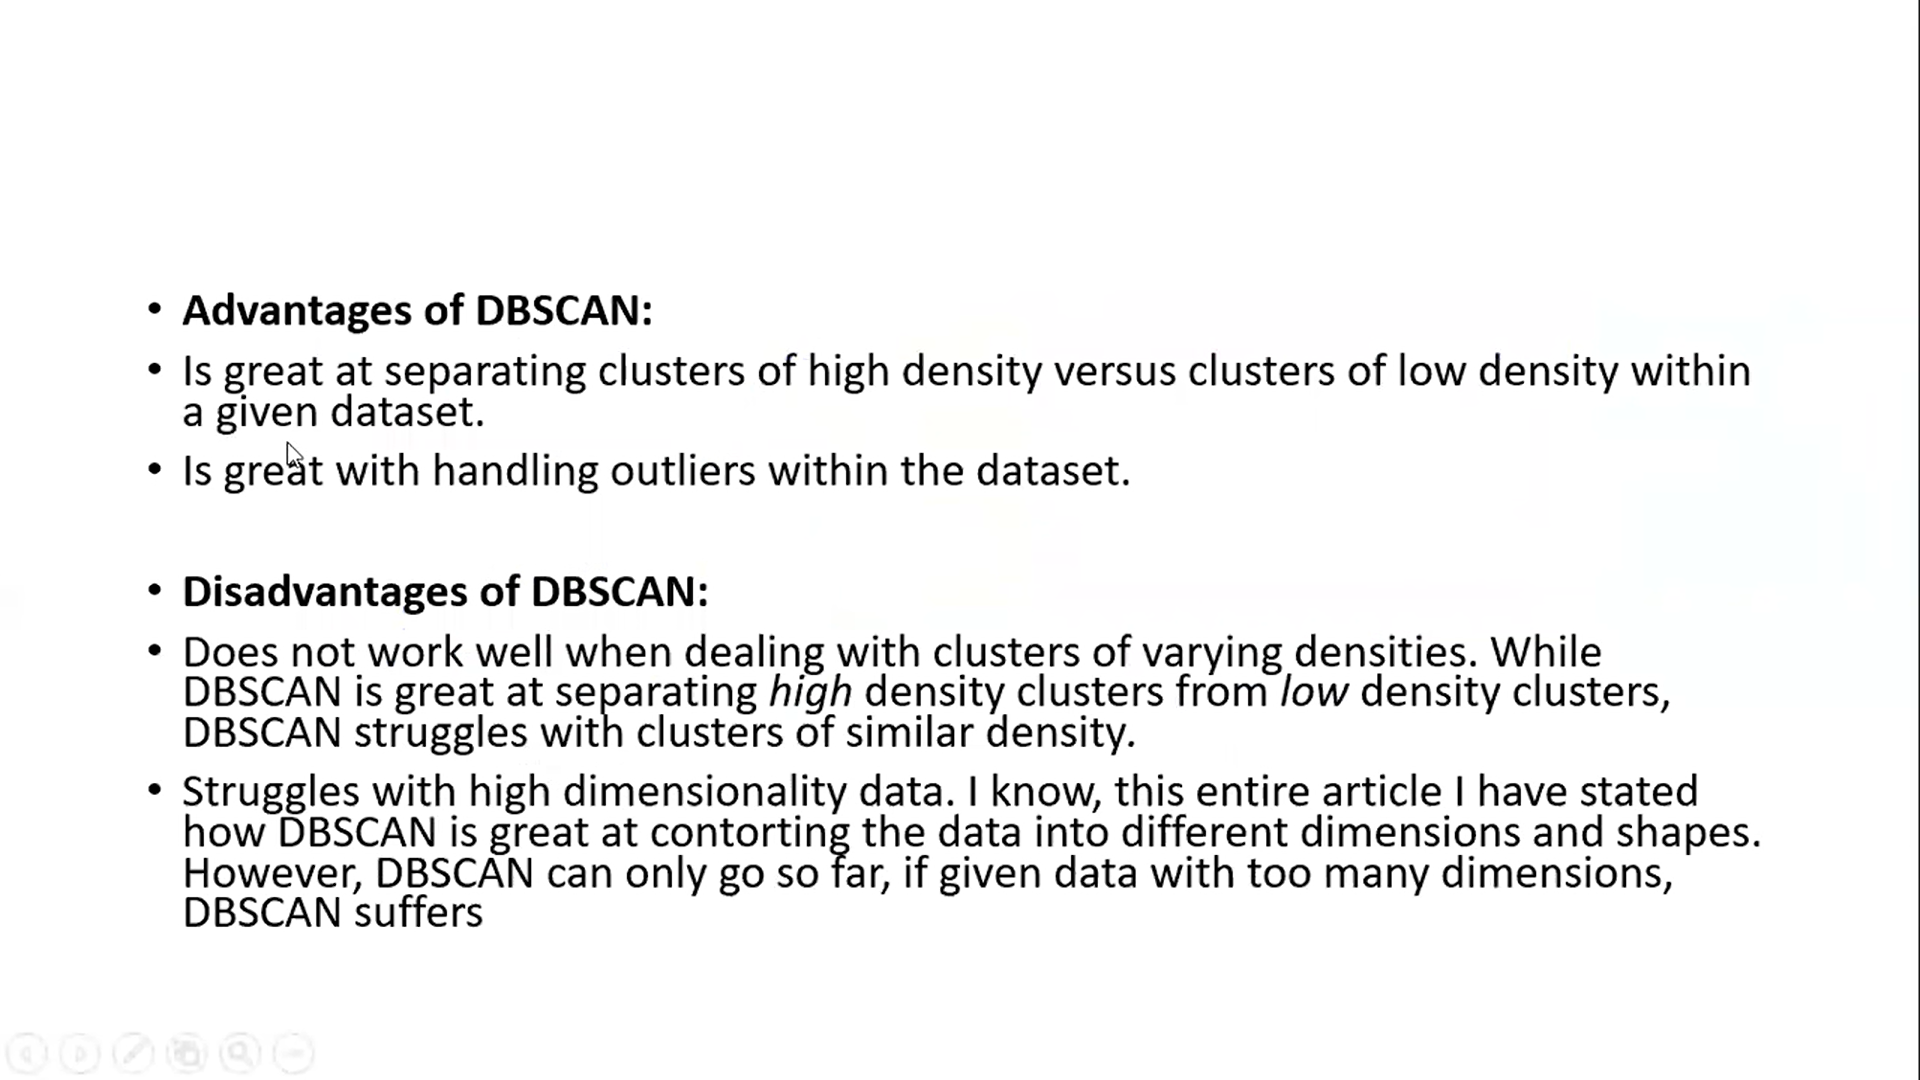 • Advantages of DBSCAN:
• Is great at separating clusters of high density versus clusters of low density within
a given dataset.
• Is great with handling outliers within the dataset.
• Disadvantages of DBSCAN:
• Does not work well when dealing with clusters of varying densities. While
DBSCAN is great at separating high density clusters from low density clusters,
DBSCAN struggles with clusters of similar density.
• Struggles with high dimensionality data. I know, this entire article I have stated
how DBSCAN is great at contorting the data into different dimensions and shapes.
However, DBSCAN can only go so far, if given data with too many dimensions,
DBSCAN suffers